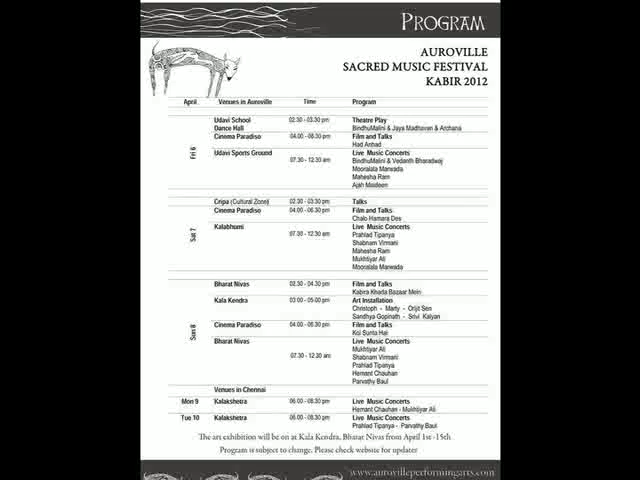 PROGRAM
AUROVILLE
SACRED MUSIC FESTIVAL
KABIR 2012
April Venues in Auroville Time Program
Fri 6
Udavi School 02:30 - 03:30 pm Theatre Play
Dance Hall BindhuMalini & Jaya Madhavan & Archana
Cinema Paradiso 04:00 - 06:30 pm Film and Talks
Had Anhad
Udavi Sports Ground Live Music Concerts
07:30 - 12:30 am BindhuMalini & Vedanth Bharadwaj
Mooralala Marwada
Mahesha Ram
Ajah Maideen
Sat 7
Cripa (Cultural Zone) 02:30 - 03:30 pm Talks
Cinema Paradiso 04:00 - 06:30 pm Film and Talks
Chalo Hamara Des
Kalabhumi Live Music Concerts
07:30 - 12:30 am Prahlad Tipanya
Shabnam Virmani
Mahesha Ram
Mukhtiyar Ali
Mooralala Marwada
Sun 8
Bharat Nivas 02:30 - 04:30 pm Film and Talks
Kabira Khada Bazaar Mein
Kala Kendra 03:00 - 05:00 pm Art Installation
Christoph - Marty - Orijit Sen
Sandhya Gopinath - Srivi Kalyan
Cinema Paradiso 04:00 - 06:30 pm Film and Talks
Koi Sunta Hai
Bharat Nivas Live Music Concerts
Mukhtiyar Ali
07:30 - 12:30 am Shabnam Virmani
Prahlad Tipanya
Hemant Chauhan
Parvathy Baul
Venues in Chennai
Mon 9 Kalakshetra 06:00 - 08:30 pm Live Music Concerts
Hemant Chauhan - Mukhtiyar Ali
Tue 10 Kalakshetra 06:00 - 08:30 pm Live Music Concerts
Prahlad Tipanya - Parvathy Baul
The art exhibition will be on at Kala Kendra, Bharat Nivas from April 1st -15th
Program is subject to change. Please check website for updates
www.aurovilleperformingarts.com